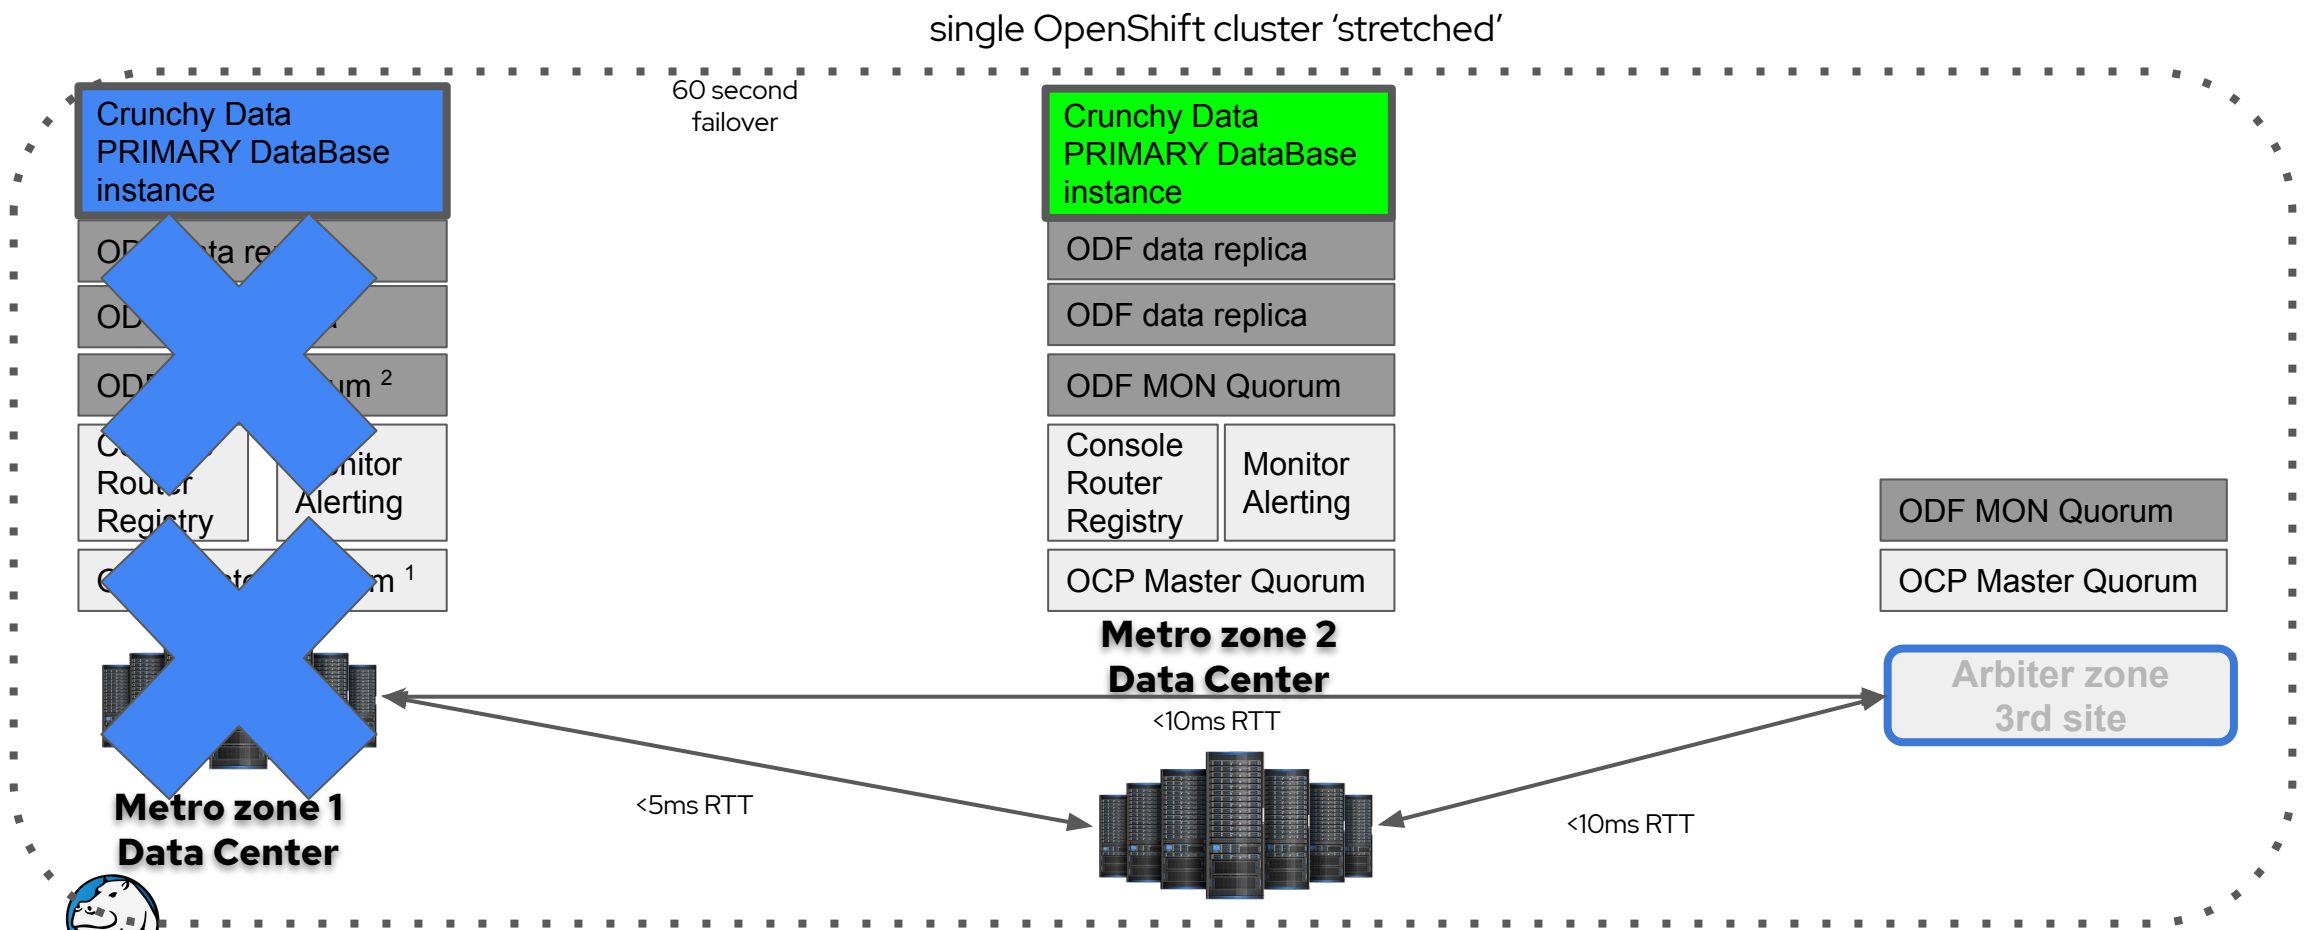 single OpenShift cluster ‘stretched’
60 second
failover
Crunchy Data
PRIMARY DataBase
instance
Router
Registry
Alerting
Metro zone 1
Data Center
Crunchy Data
PRIMARY DataBase
instance
ODF data replica
ODF data replica
ODF MON Quorum
Console
Router
Registry
Monitor
Alerting
OCP Master Quorum
Metro zone 2
Data Center
ODF MON Quorum
OCP Master Quorum
Arbiter zone
3rd site
<10ms RTT
<5ms RTT
<10ms RTT